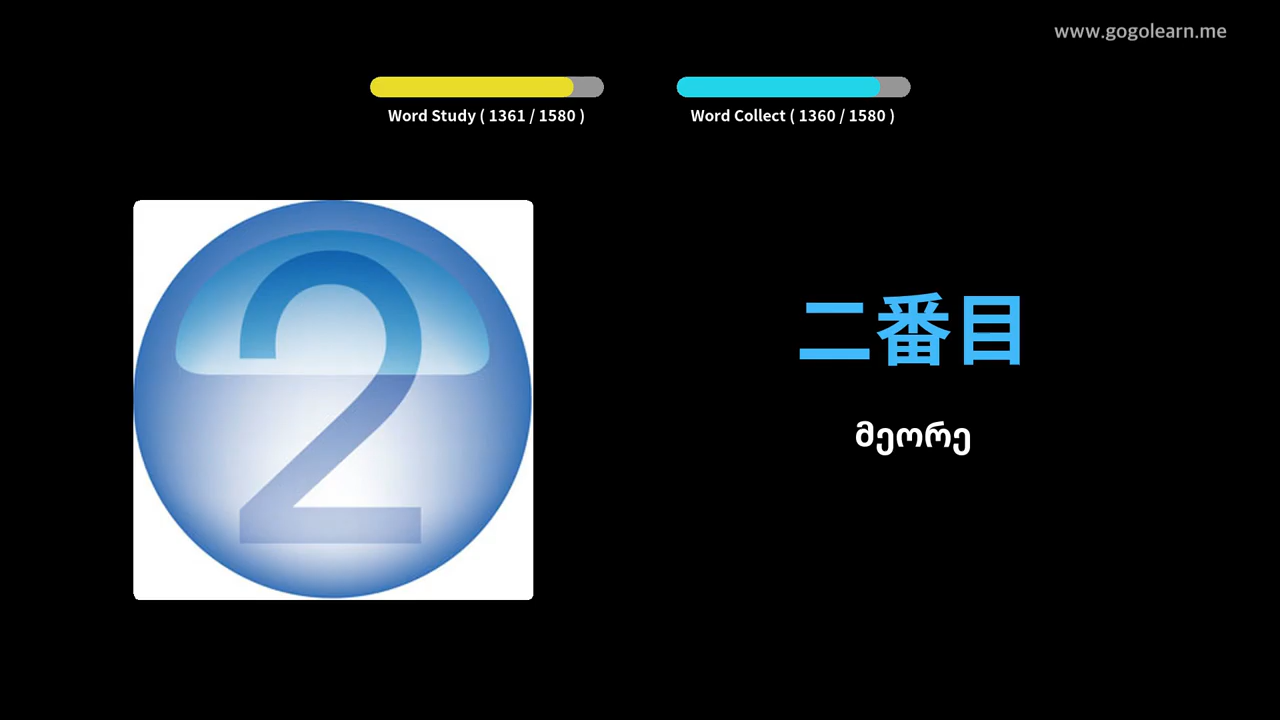 www.gogolearn.me
Word Study ( 1361 / 1580 )
Word Collect ( 1360 / 1580 )
2
二番目
მეორე